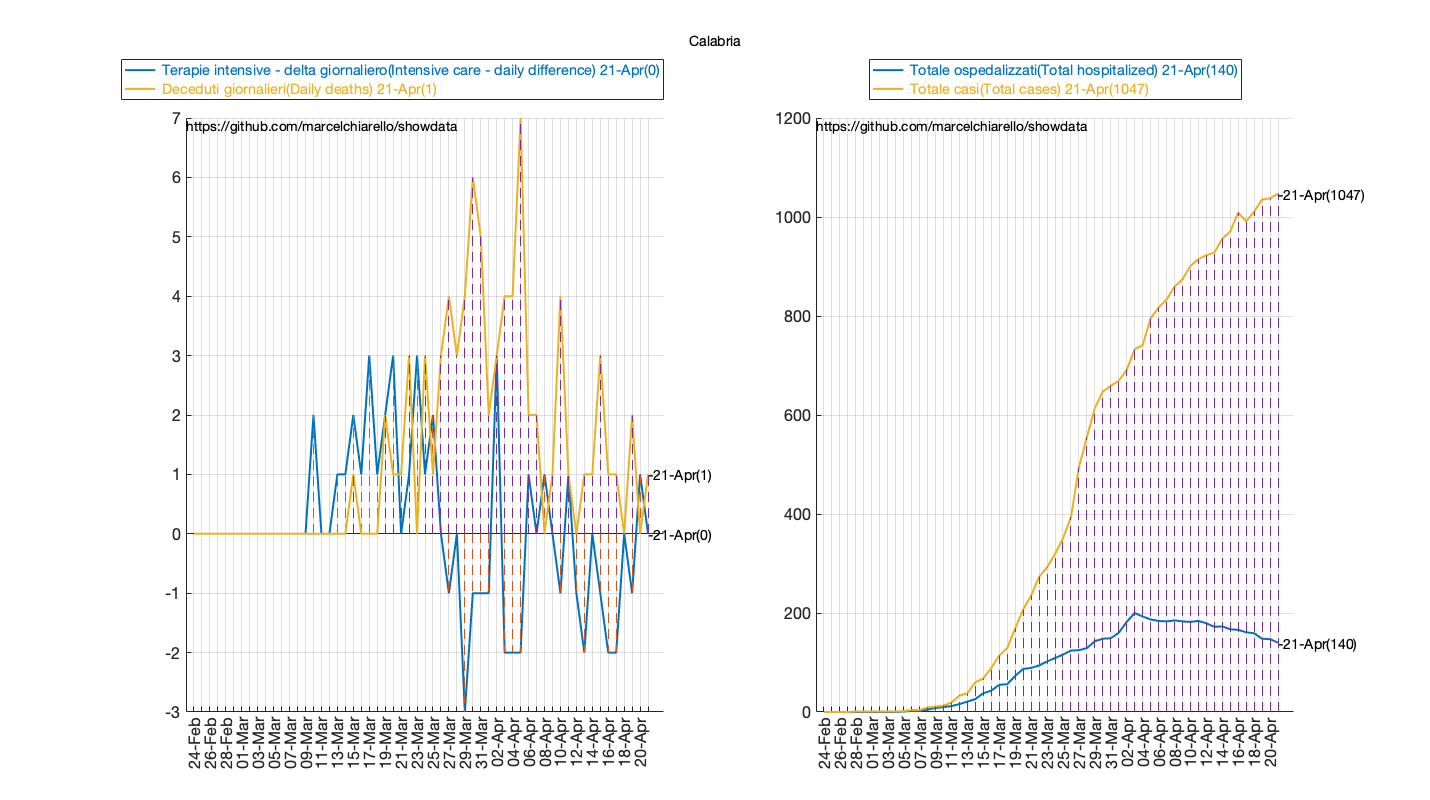 Calabria
Terapie intensive - delta giornaliero(Intensive care - daily difference) 21-Apr(0)
Deceduti giornalieri(Daily deaths) 21-Apr(1)
https://github.com/marcelchiarello/showdata
7
6
5
4
3
2
1
0
-1
-2
-3
-21-Apr(1)
-21-Apr(0)
24-Feb
26-Feb
28-Feb
01-Mar
03-Mar
05-Mar
07-Mar
09-Mar
11-Mar
13-Mar
15-Mar
17-Mar
19-Mar
21-Mar
23-Mar
25-Mar
27-Mar
29-Mar
31-Mar
02-Apr
04-Apr
06-Apr
08-Apr
10-Apr
12-Apr
14-Apr
16-Apr
18-Apr
20-Apr
Totale ospedalizzati(Total hospitalized) 21-Apr(140)
Totale casi(Total cases) 21-Apr(1047)
https://github.com/marcelchiarello/showdata
1200
1000
800
600
400
200
0
-21-Apr(1047)
-21-Apr(140)
24-Feb
26-Feb
28-Feb
01-Mar
03-Mar
05-Mar
07-Mar
09-Mar
11-Mar
13-Mar
15-Mar
17-Mar
19-Mar
21-Mar
23-Mar
25-Mar
27-Mar
29-Mar
31-Mar
02-Apr
04-Apr
06-Apr
08-Apr
10-Apr
12-Apr
14-Apr
16-Apr
18-Apr
20-Apr